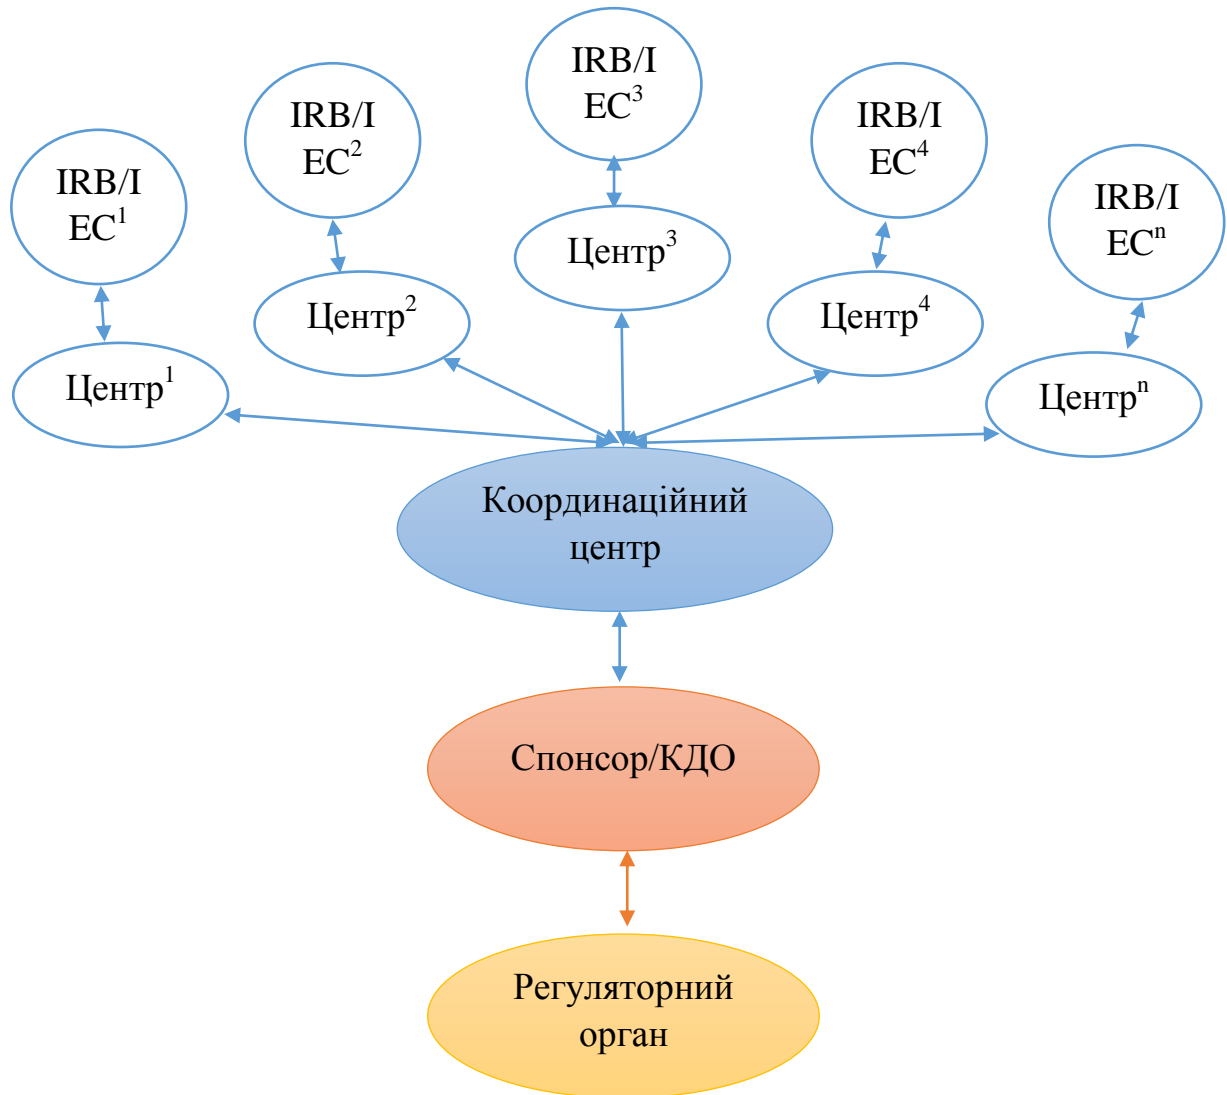 IRB/I
EC¹
IRB/I
EC²
IRB/I
EC³
IRB/I
EC⁴
IRB/I
ECⁿ
Центр¹
Центр²
Центр³
Центр⁴
Центрⁿ
Координаційний
центр
Спонсор/КДО
Регуляторний
орган